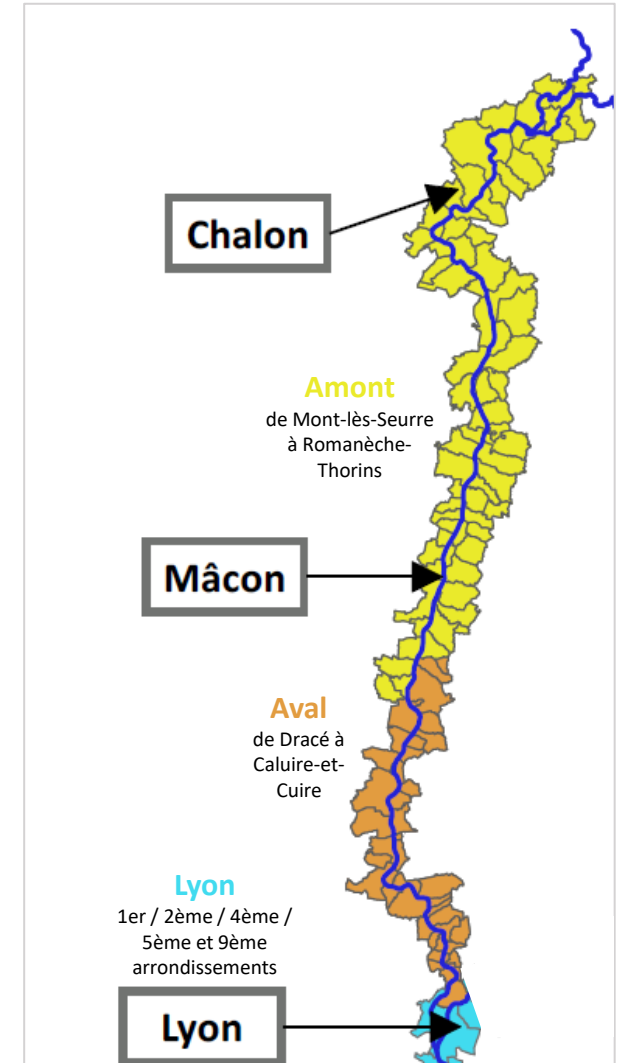 Chalon
Amont
de Mont-lès-Seurre
à Romanèche-
Thorins
Mâcon
Aval
de Dracé à
Caluire-et-
Cuire
Lyon
1er / 2ème / 4ème /
5ème et 9ème
arrondissements
Lyon